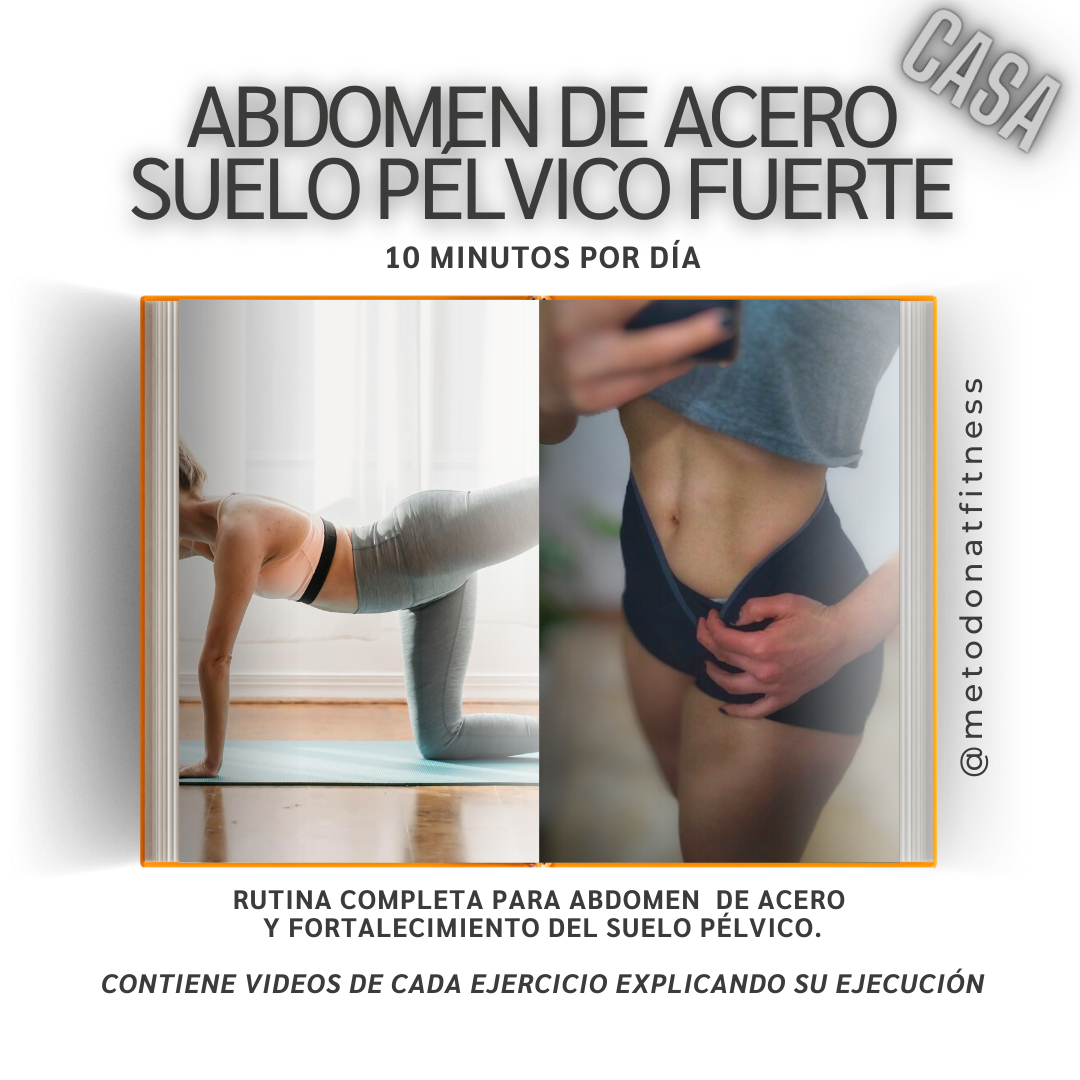 CASA
ABDOMEN DE ACERO
SUELO PÉLVICO FUERTE
10 MINUTOS POR DÍA
@metodonatfitness
RUTINA COMPLETA PARA ABDOMEN DE ACERO
Y FORTALECIMIENTO DEL SUELO PÉLVICO.
CONTIENE VIDEOS DE CADA EJERCICIO EXPLICANDO SU EJECUCIÓN